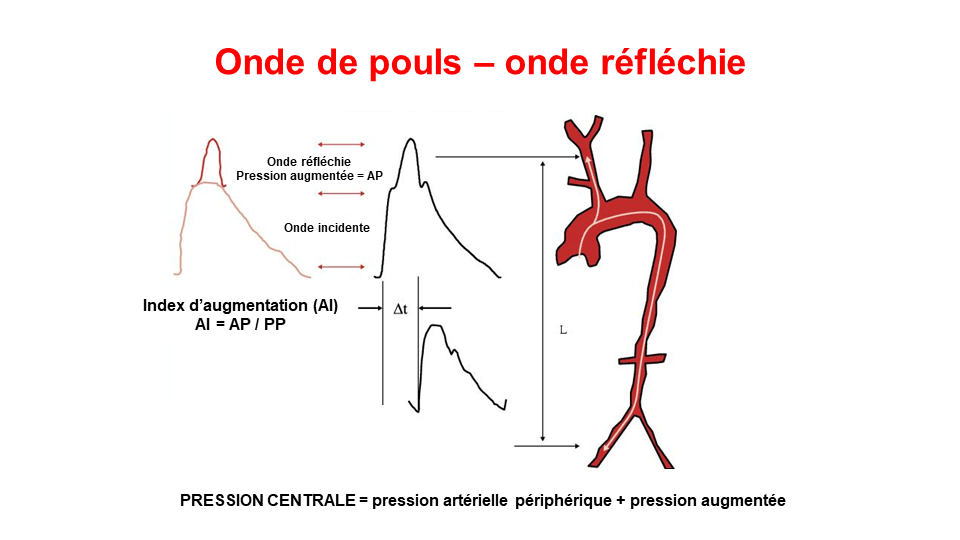 Onde de pouls – onde réfléchie
Onde réfléchie
Pression augmentée = AP
Onde incidente
Index d’augmentation (AI)
AI = AP / PP
Δt
L
PRESSION CENTRALE = pression artérielle périphérique + pression augmentée